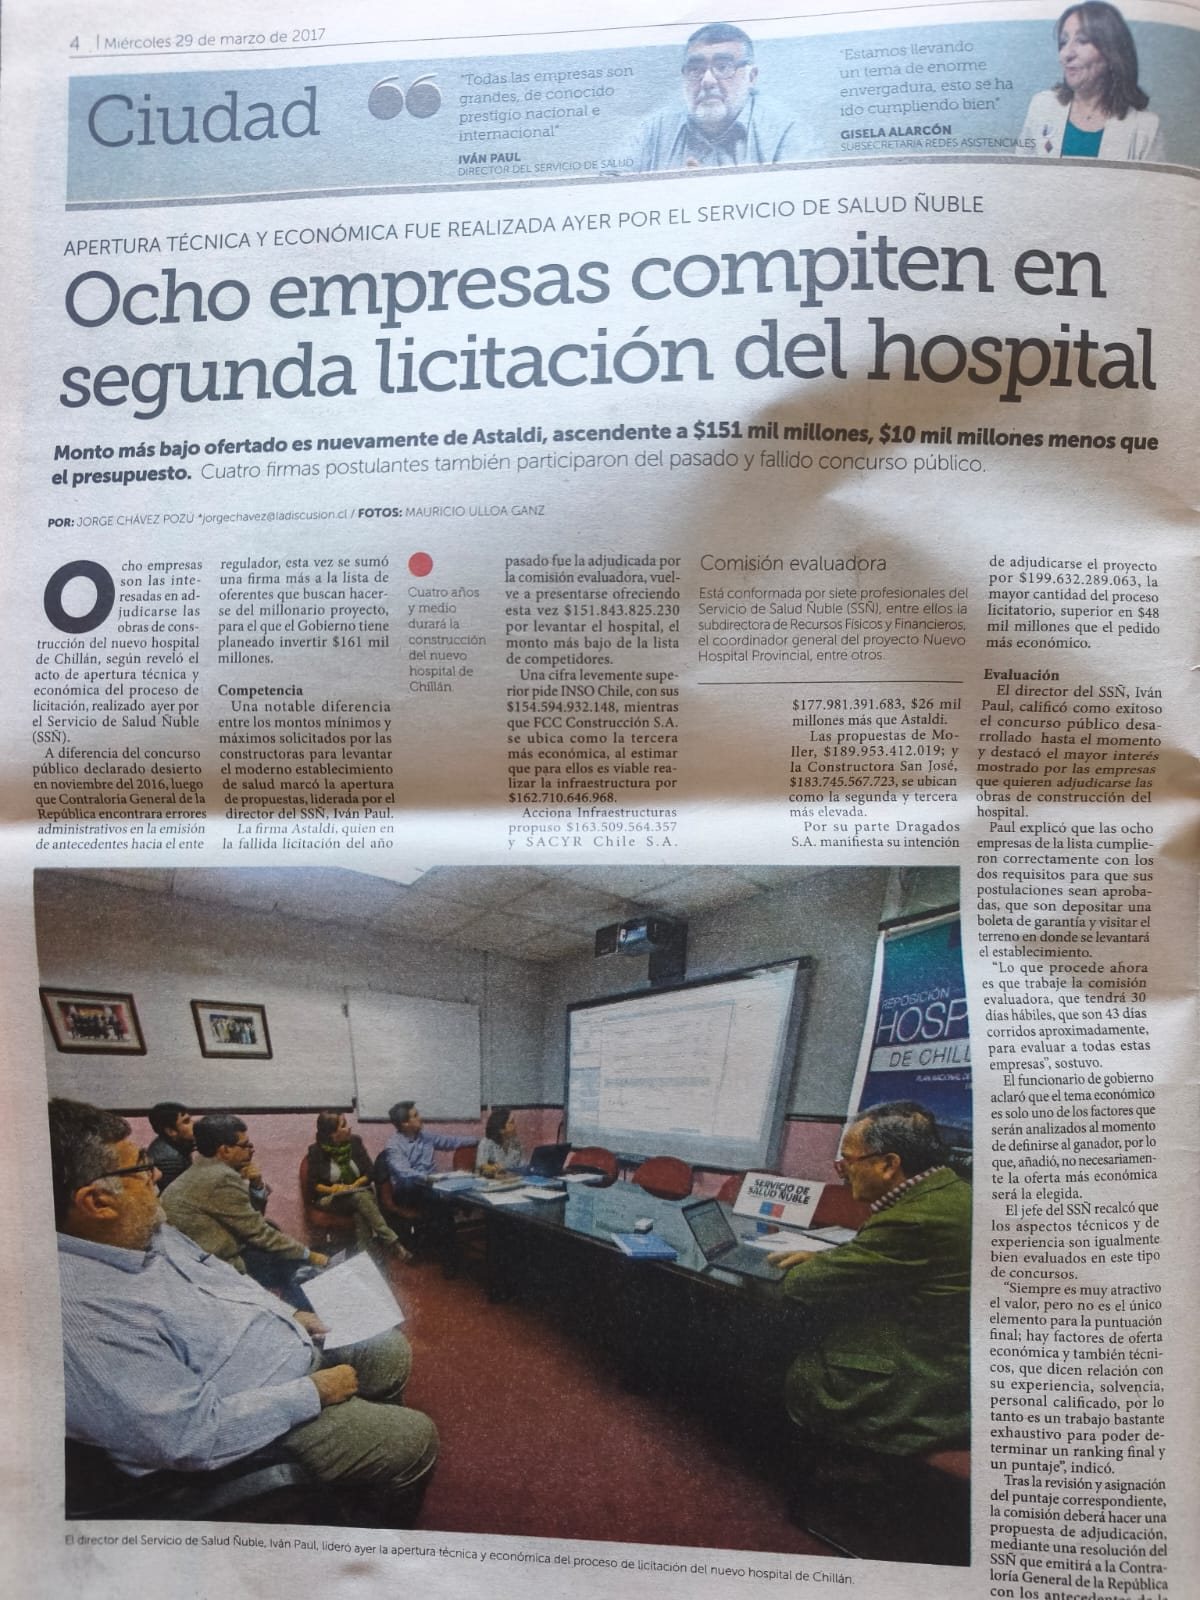 4 | Miércoles 29 de marzo de 2017
Ciudad
“Todas las empresas son
grandes, de conocido
prestigio nacional e
internacional”
IVÁN PAUL
DIRECTOR DEL SERVICIO DE SALUD
“Estamos llevando
un tema de enorme
envergadura, esto se ha
ido cumpliendo bien”
GISELA ALARCÓN
SUBSECRETARIA REDES ASISTENCIALES
APERTURA TÉCNICA Y ECONÓMICA FUE REALIZADA AYER POR EL SERVICIO DE SALUD ÑUBLE
Ocho empresas compiten en
segunda licitación del hospital
Monto más bajo ofertado es nuevamente de Astaldi, ascendente a $151 mil millones, $10 mil millones menos que
el presupuesto. Cuatro firmas postulantes también participaron del pasado y fallido concurso público.
POR: JORGE CHÁVEZ POZÚ *jorgechavez@ladiscusion.cl / FOTOS: MAURICIO ULLOA GANZ
Ocho empresas
son las inte-
resadas en ad-
judicarse las
obras de cons-
trucción del nuevo hospital
de Chillán, según reveló el
acto de apertura técnica y
económica del proceso de
licitación, realizado ayer por
el Servicio de Salud Ñuble
(SSÑ).
A diferencia del concurso
público declarado desierto
en noviembre del 2016, luego
que Contraloría General de la
República encontrara errores
administrativos en la emisión
de antecedentes hacia el ente
regulador, esta vez se sumó
una firma más a la lista de
oferentes que buscan hacer-
se del millonario proyecto,
para el que el Gobierno tiene
planeado invertir $161 mil
millones.
Competencia
Una notable diferencia
entre los montos mínimos y
máximos solicitados por las
constructoras para levantar
el moderno establecimiento
de salud marcó la apertura
de propuestas, liderada por el
director del SSÑ, Iván Paul.
La firma Astaldi, quien en
la fallida licitación del año
Cuatro años
y medio
durará la
construcción
del nuevo
hospital de
Chillán
pasado fue la adjudicada por
la comisión evaluadora, vuel-
ve a presentarse ofreciendo
esta vez $151.843.825.230
por levantar el hospital, el
monto más bajo de la lista
de competidores.
Una cifra levemente supe-
rior pide INSO Chile, con sus
$154.594.932.148, mientras
que FCC Construcción S.A.
se ubica como la tercera
más económica, al estimar
que para ellos es viable rea-
lizar la infraestructura por
$162.710.646.968.
Acciona Infraestructuras
propuso $163.509.564.357
y SACYR Chile S.A.
Comisión evaluadora
Está conformada por siete profesionales del
Servicio de Salud Ñuble (SSÑ), entre ellos la
subdirectora de Recursos Físicos y Financieros,
el coordinador general del proyecto Nuevo
Hospital Provincial, entre otros.
$177.981.391.683, $26 mil
millones más que Astaldi.
Las propuestas de Mo-
ller, $189.953.412.019; y
la Constructora San José,
$183.745.567.723, se ubican
como la segunda y tercera
más elevada.
Por su parte Dragados
S.A. manifiesta su intención
de adjudicarse el proyecto
por $199.632.289.063, la
mayor cantidad del proceso
licitatorio, superior en $48
mil millones que el pedido
más económico.
Evaluación
El director del SSÑ, Iván
Paul, calificó como exitoso
el concurso público desa-
rrollado hasta el momento
y destacó el mayor interés
mostrado por las empresas
que quieren adjudicarse las
obras de construcción del
hospital.
Paul explicó que las ocho
empresas de la lista cumplie-
ron correctamente con los
dos requisitos para que sus
postulaciones sean aproba-
das, que son depositar una
boleta de garantía y visitar el
terreno en donde se levantará
el establecimiento.
“Lo que procede ahora
es que trabaje la comisión
evaluadora, que tendrá 30
días hábiles, que son 43 días
corridos aproximadamente,
para evaluar a todas estas
empresas”, sostuvo.
El funcionario de gobierno
aclaró que el tema económico
es solo uno de los factores que
serán analizados al momento
de definirse al ganador, por lo
que, añadió, no necesariamen-
te la oferta más económica
será la elegida.
El jefe del SSÑ recalcó que
los aspectos técnicos y de
experiencia son igualmente
bien evaluados en este tipo
de concursos.
“Siempre es muy atractivo
el valor, pero no es el único
elemento para la puntuación
final; hay factores de oferta
económica y también técni-
cos, que dicen relación con
su experiencia, solvencia,
personal calificado, por lo
tanto es un trabajo bastante
exhaustivo para poder de-
terminar un ranking final y
un puntaje”, indicó.
Tras la revisión y asignación
del puntaje correspondiente,
la comisión deberá hacer una
propuesta de adjudicación,
mediante una resolución del
SSÑ que emitirá a la Contra-
loría General de la República
con los
REPOSICIÓN
HOSP
DE CHILL
SERVICIO DE
SALUD ÑUBLE
El director del Servicio de Salud Ñuble, Iván Paul, lideró ayer la apertura técnica y económica del proceso de licitación del nuevo hospital de Chillán.